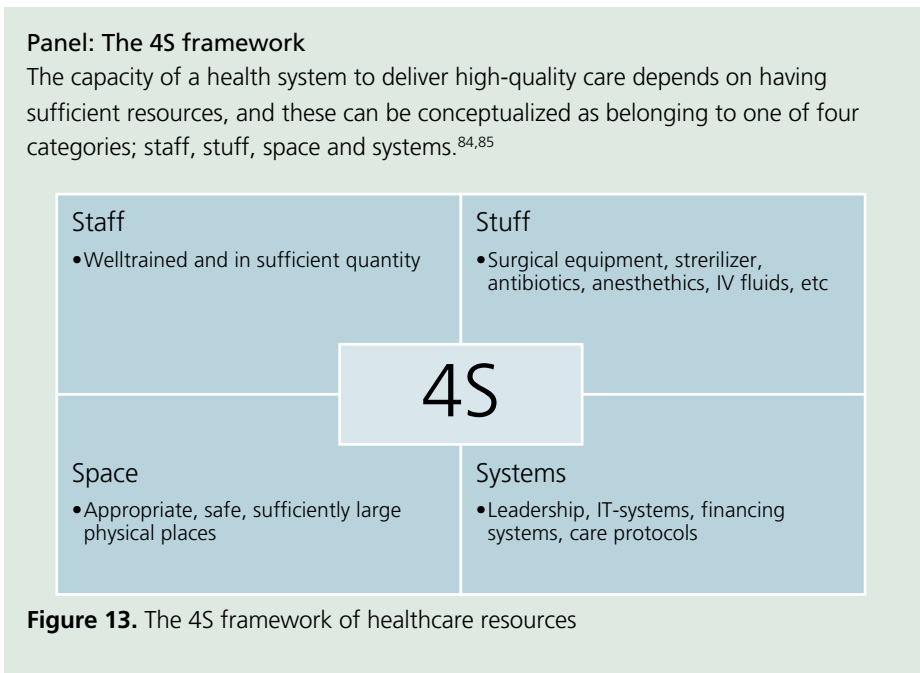 Panel: The 4S framework
The capacity of a health system to deliver high-quality care depends on having
sufficient resources, and these can be conceptualized as belonging to one of four
categories; staff, stuff, space and systems.84,85
Staff
•Welltrained and in sufficient quantity
Stuff
•Surgical equipment, strerilizer,
antibiotics, anesthethics, IV fluids, etc
4S
Space
•Appropriate, safe, sufficiently large
physical places
Systems
•Leadership, IT-systems, financing
systems, care protocols
Figure 13. The 4S framework of healthcare resources